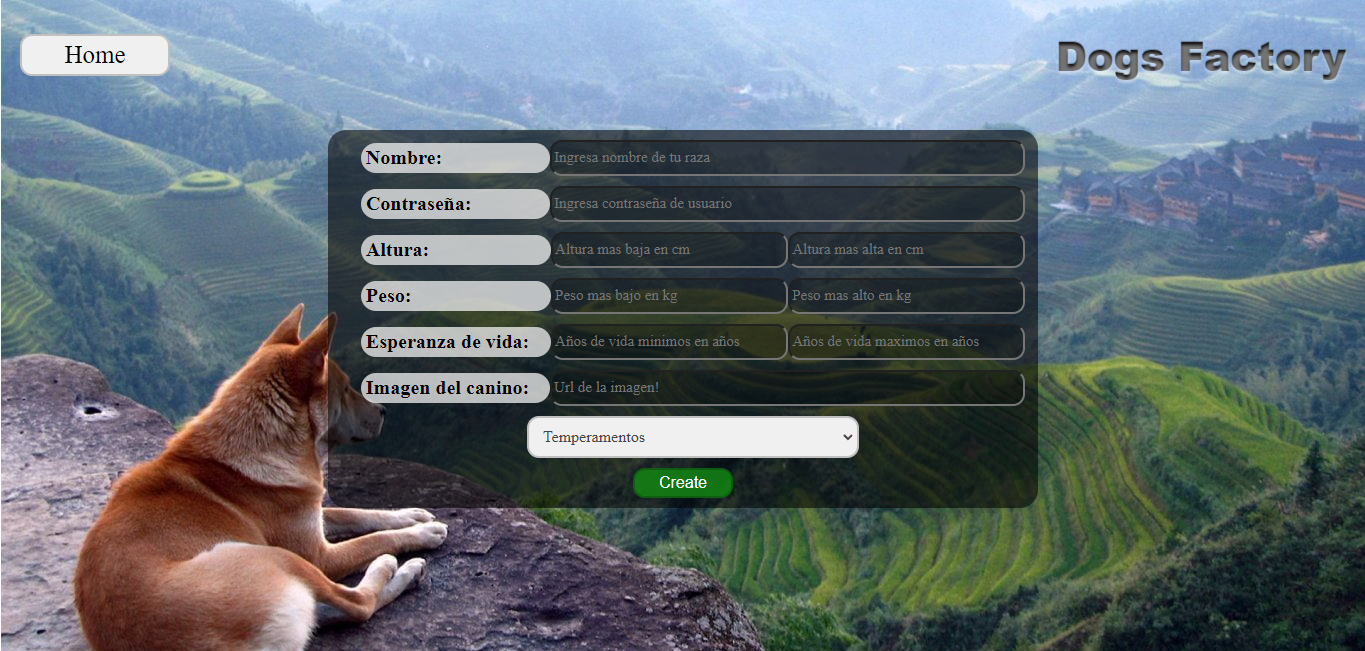 Home
Dogs Factory
Nombre: Ingresa nombre de tu raza
Contraseña: Ingresa contraseña de usuario
Altura: Altura mas baja en cm Altura mas alta en cm
Peso: Peso mas bajo en kg Peso mas alto en kg
Esperanza de vida: Años de vida minimos en años Años de vida maximos en años
Imagen del canino: Url de la imagen!
Temperamentos
Create